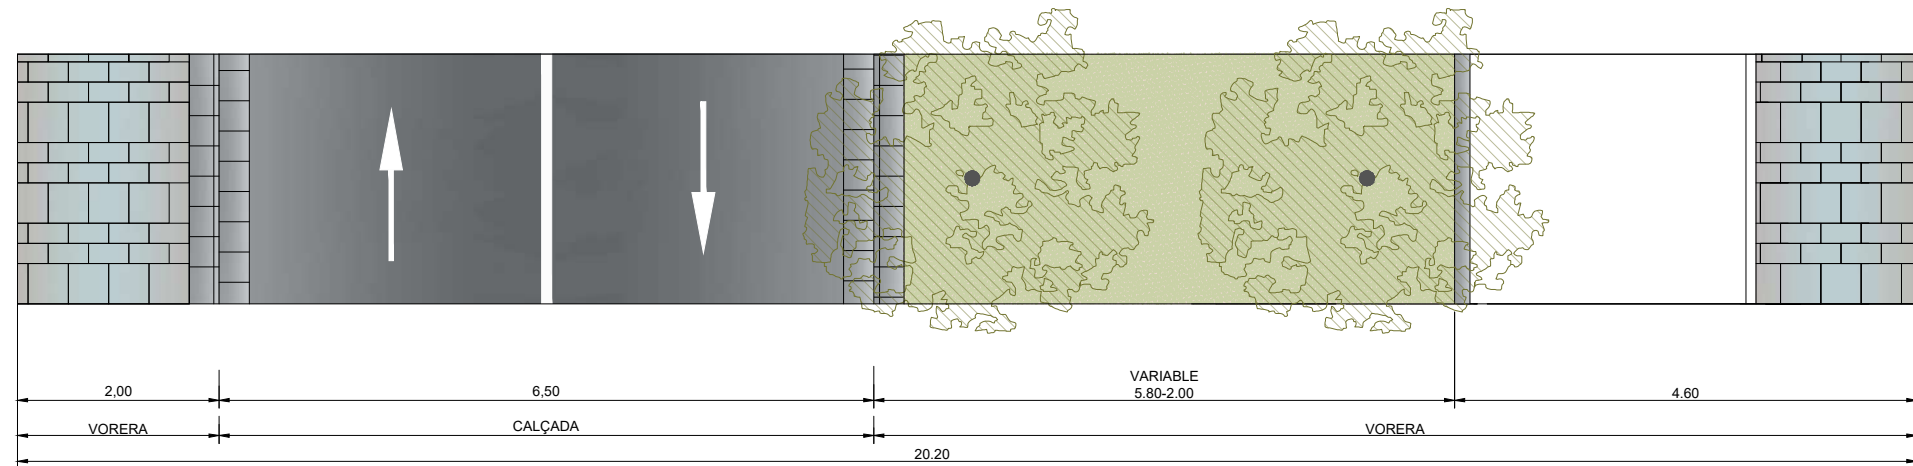 VARIABLE
2,00
6,50
5.80-2.00
4.60
VORERA
CALÇADA
VORERA
20.20